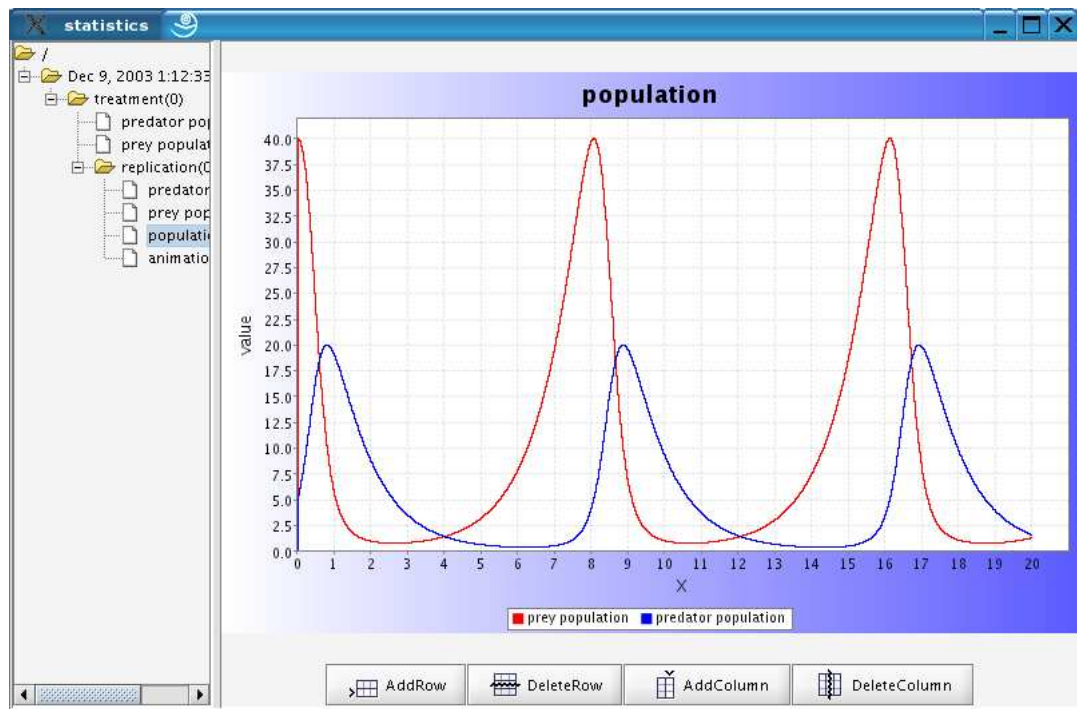 statistics
/
Dec 9, 2003 1:12:33
treatment(0)
predator po
prey populat
replication(0
predator
prey pop
populati
animatio
population
40.0
37.5
35.0
32.5
30.0
27.5
25.0
22.5
20.0
17.5
15.0
12.5
10.0
7.5
5.0
2.5
0.0
value
0 1 2 3 4 5 6 7 8 9 10 11 12 13 14 15 16 17 18 19 20
X
prey population predator population
AddRow DeleteRow AddColumn DeleteColumn